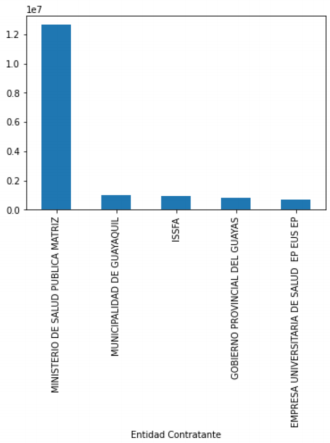 1e7
1.2
1.0
0.8
0.6
0.4
0.2
0.0
MINISTERIO DE SALUD PUBLICA MATRIZ
MUNICIPALIDAD DE GUAYAQUIL
ISSFA
GOBIERNO PROVINCIAL DEL GUAYAS
EMPRESA UNIVERSITARIA DE SALUD  EP EUS EP
Entidad Contratante